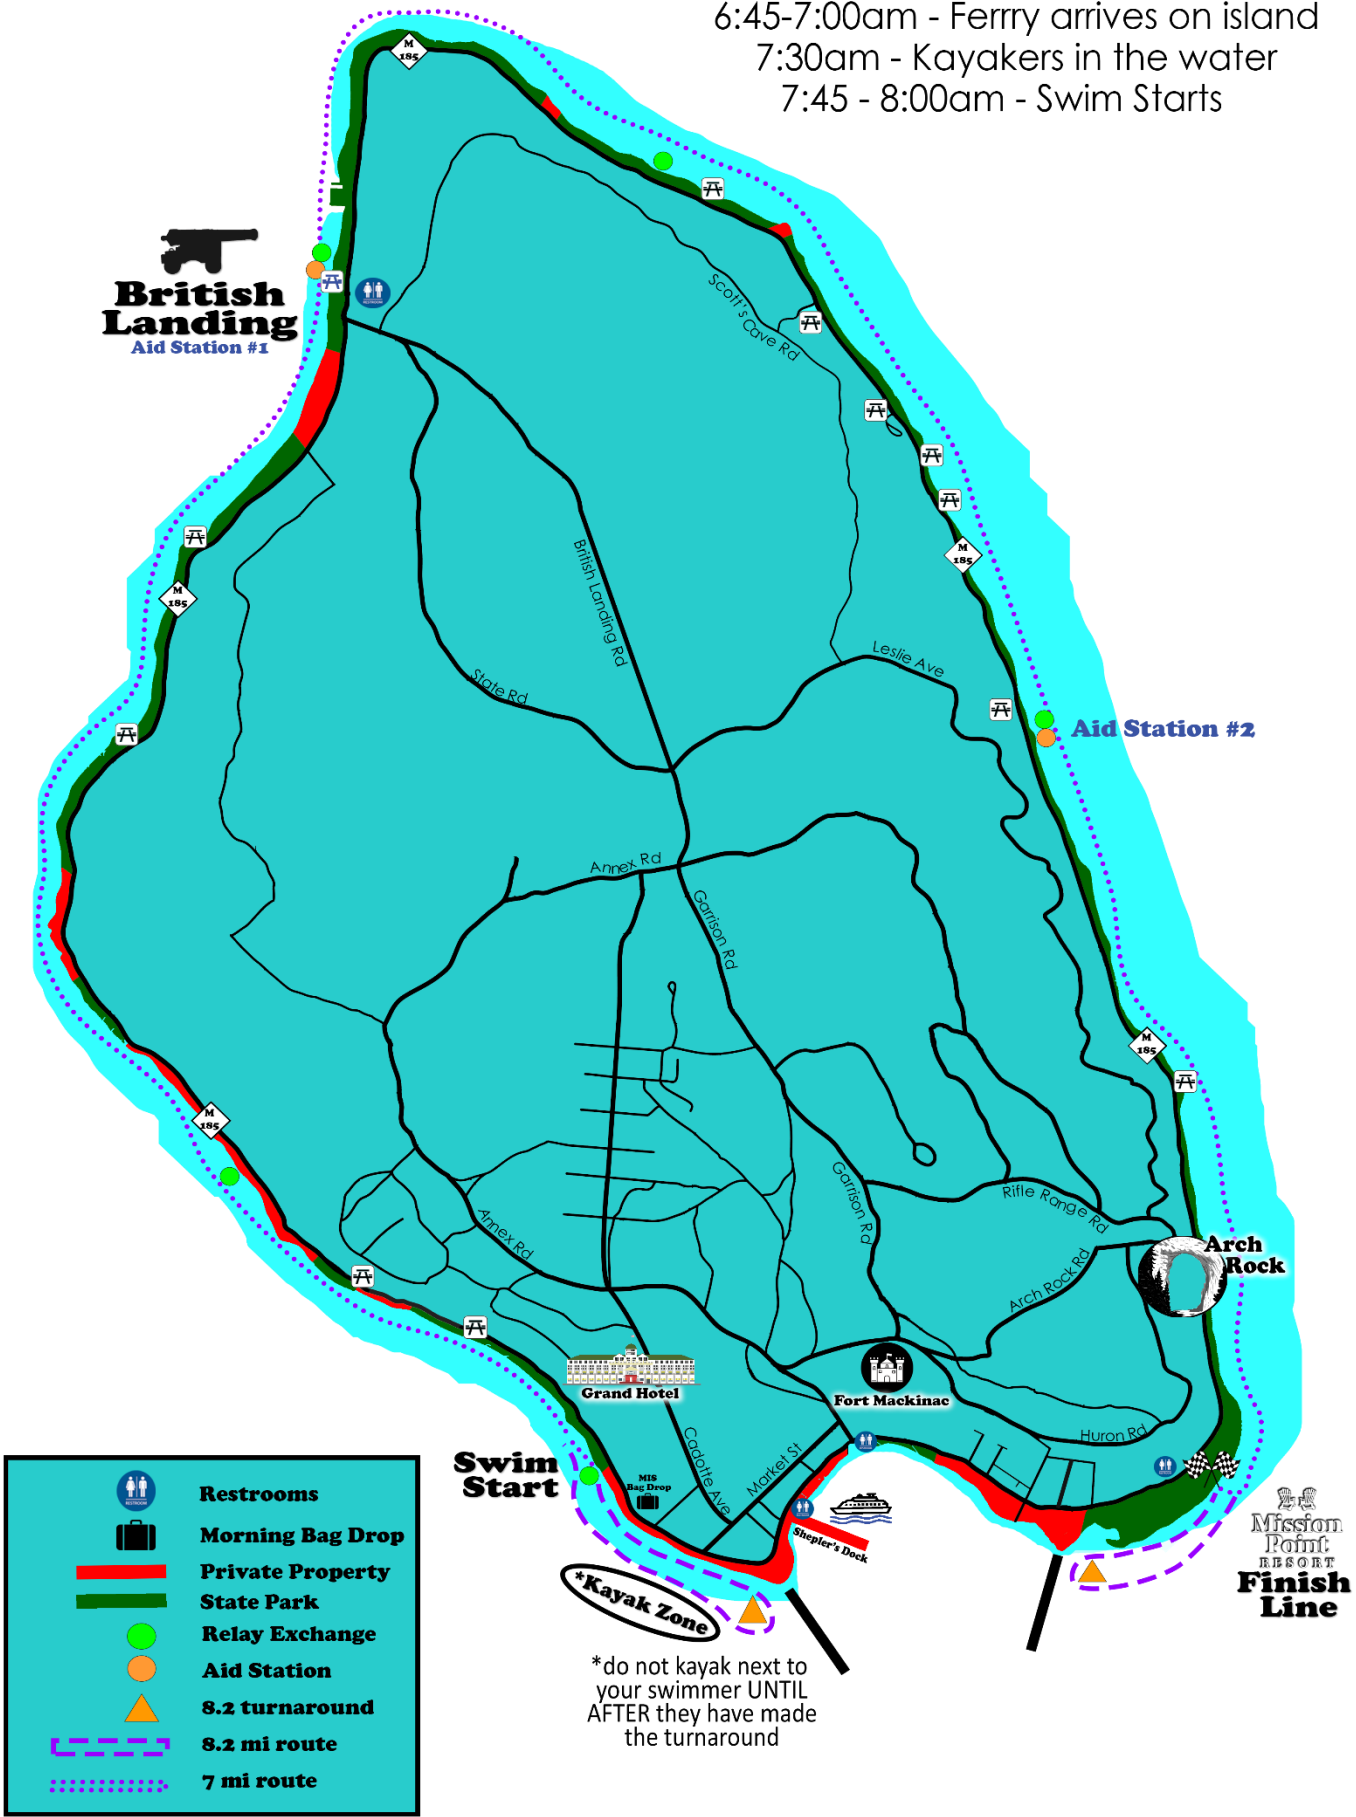 6:45-7:00am - Ferrry arrives on island
7:30am - Kayakers in the water
7:45 - 8:00am - Swim Starts
M
185
British
Landing
Aid Station #1
RESTROOM
Scott's Cave Rd
M
185
M
185
British Landing Rd
State Rd
Leslie Ave
Aid Station #2
Annex Rd
Garrison Rd
M
185
M
185
Garrison Rd
Rifle Range Rd
Annex Rd
Arch Rock Rd
Arch
Rock
Grand Hotel
Fort Mackinac
Huron Rd
Cadotte Ave
Market St
Swim
Start
MIS
Bag Drop
Shepler's Dock
*Kayak Zone
*do not kayak next to
your swimmer UNTIL
AFTER they have made
the turnaround
Mission
Point
RESORT
Finish
Line
RESTROOM
Restrooms
Morning Bag Drop
Private Property
State Park
Relay Exchange
Aid Station
8.2 turnaround
8.2 mi route
7 mi route